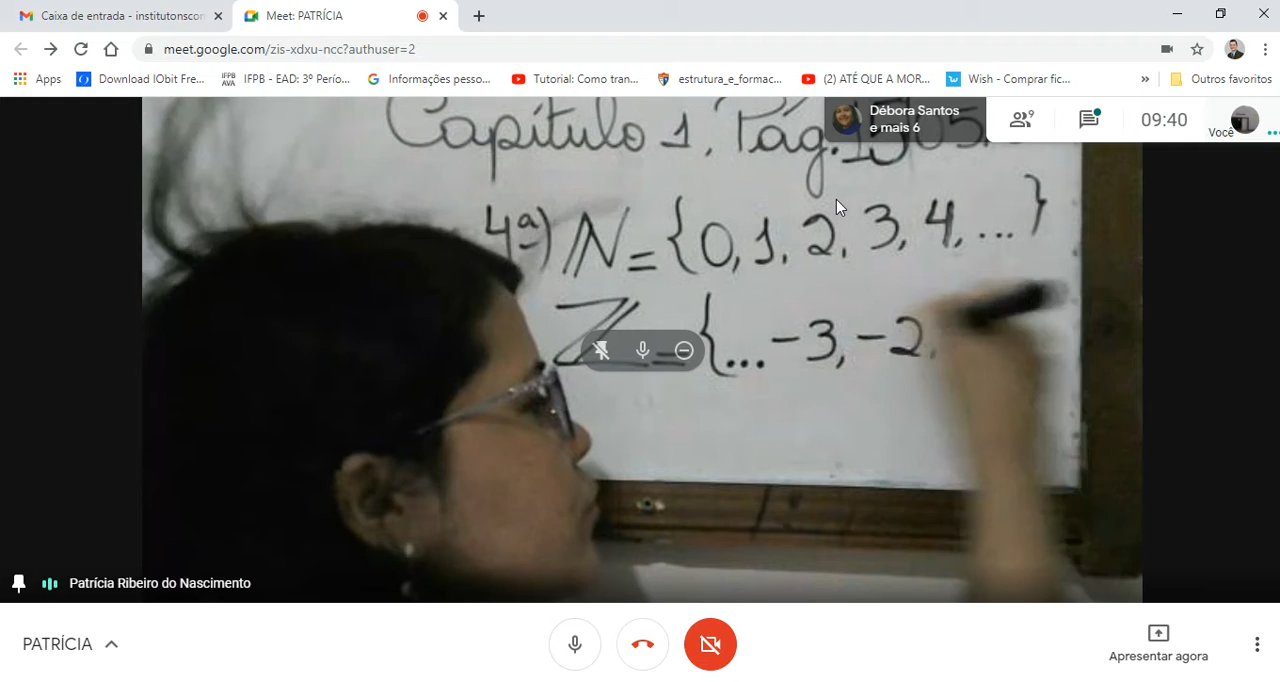 Caixa de entrada - institutonscor
Meet: PATRÍCIA
meet.google.com/zis-xdxu-ncc?authuser=2
Apps
Download IObit Fre...
IFPB AVA
IFPB - EAD: 3º Perío...
Informações pesso...
Tutorial: Como tran...
estrutura_e_formac...
(2) ATÉ QUE A MOR...
Wish - Comprar fic...
Outros favoritos
Débora Santos
e mais 6
9
09:40
Você
Capítulo 1, Pág.
4ª) N = {0, 1, 2, 3, 4, ...}
Z = {... -3, -2,
Patrícia Ribeiro do Nascimento
PATRÍCIA
Apresentar agora